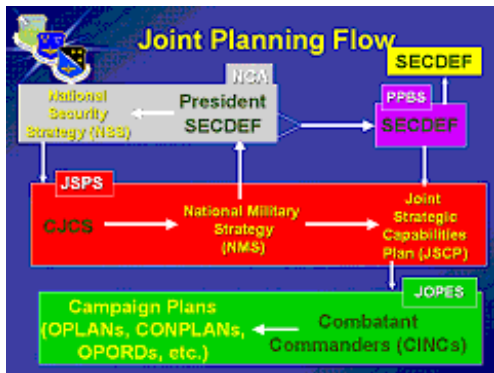 Joint Planning Flow
SECDEF
NCA
National
Security
Strategy (NSS)
President
SECDEF
PPBS
SECDEF
JSPS
CJCS
National Military
Strategy
(NMS)
Joint
Strategic
Capabilities
Plan (JSCP)
JOPES
Campaign Plans
(OPLANs, CONPLANs,
OPORDs, etc.)
Combatant
Commanders (CINCs)